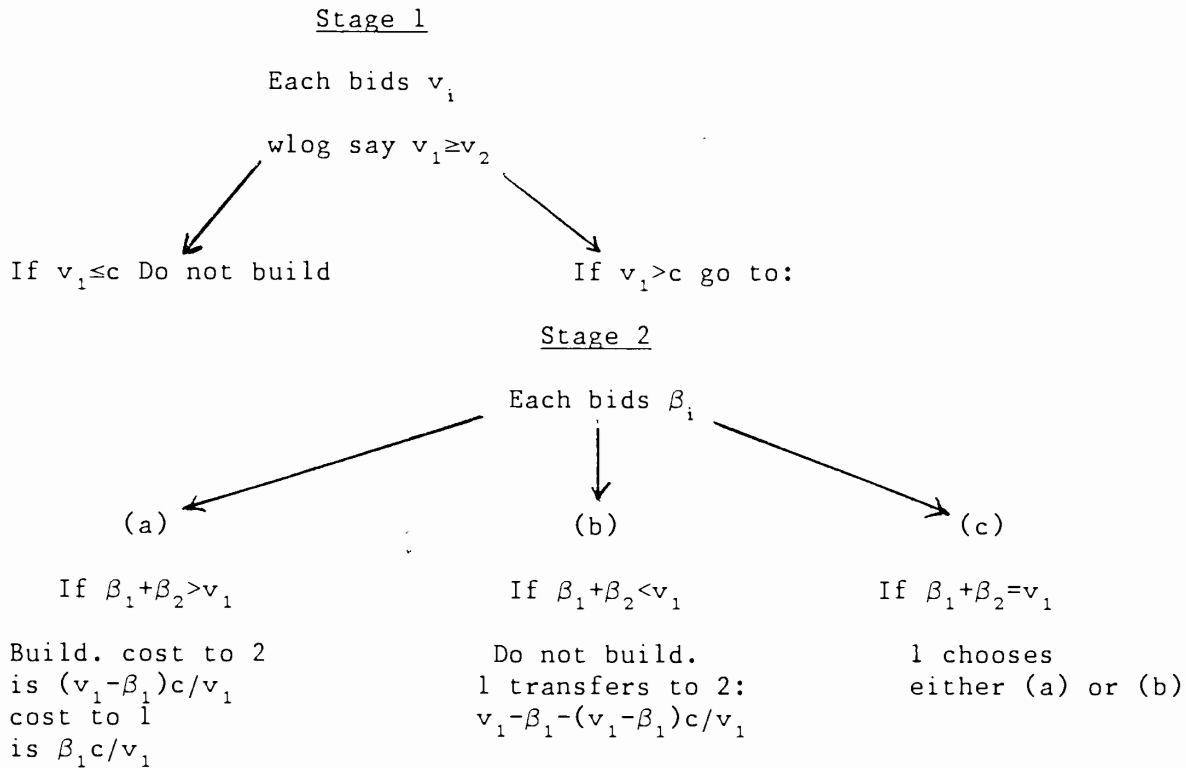 Stage 1
Each bids v_i
wlog say v_1≥v_2
If v_1≤c Do not build
If v_1>c go to:
Stage 2
Each bids β_i
(a)
If β_1+β_2>v_1
Build. cost to 2
is (v_1-β_1)c/v_1
cost to 1
is β_1c/v_1
(b)
If β_1+β_2<v_1
Do not build.
1 transfers to 2:
v_1-β_1-(v_1-β_1)c/v_1
(c)
If β_1+β_2=v_1
1 chooses
either (a) or (b)